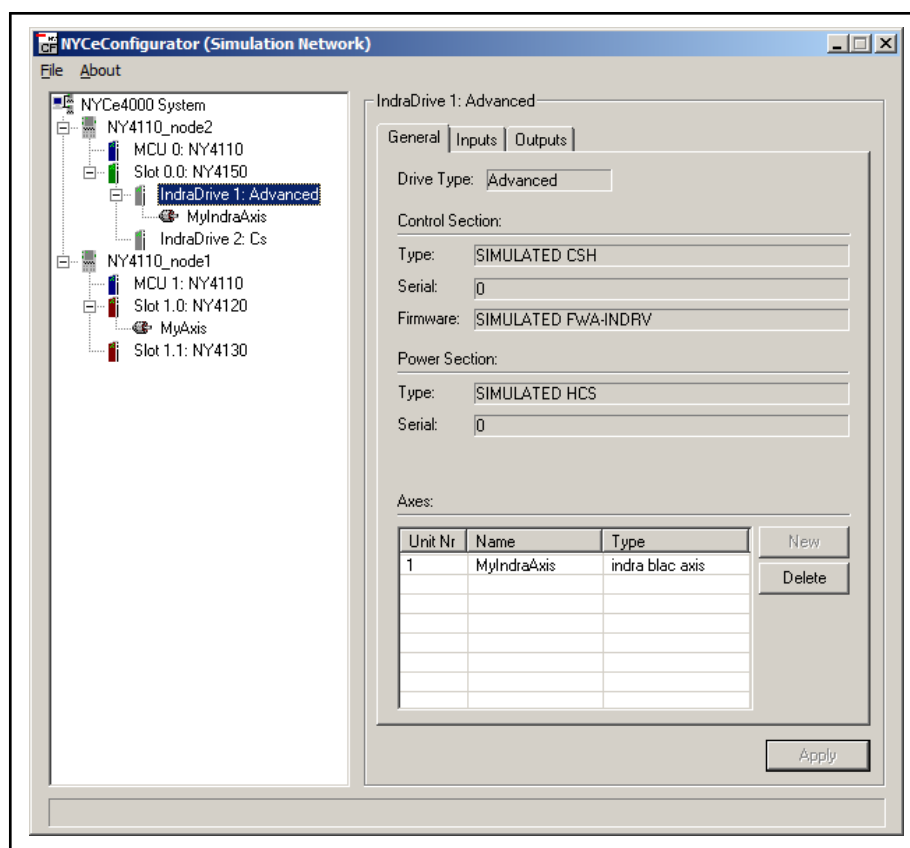 NYCeConfigurator (Simulation Network)
File About
NYCe4000 System
NY4110_node2
MCU 0: NY4110
Slot 0.0: NY4150
IndraDrive 1: Advanced
MyIndraAxis
IndraDrive 2: Cs
NY4110_node1
MCU 1: NY4110
Slot 1.0: NY4120
MyAxis
Slot 1.1: NY4130
IndraDrive 1: Advanced
General Inputs Outputs
Drive Type: Advanced
Control Section:
Type: SIMULATED CSH
Serial: 0
Firmware: SIMULATED FWA-INDRV
Power Section:
Type: SIMULATED HCS
Serial: 0
Axes:
Unit Nr Name Type New
1 MyIndraAxis indra blac axis
Delete
Apply